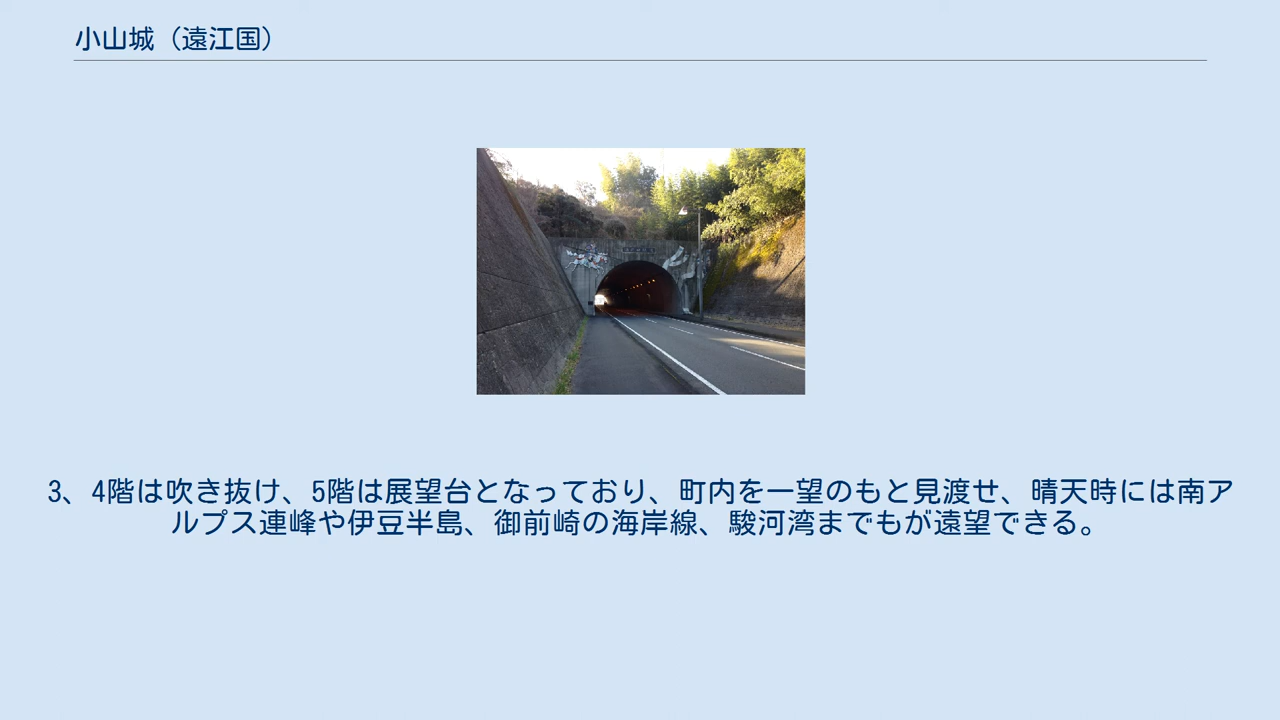 小山城（遠江国）
3、4階は吹き抜け、5階は展望台となっており、町内を一望のもと見渡せ、晴天時には南ア
ルプス連峰や伊豆半島、御前崎の海岸線、駿河湾までもが遠望できる。